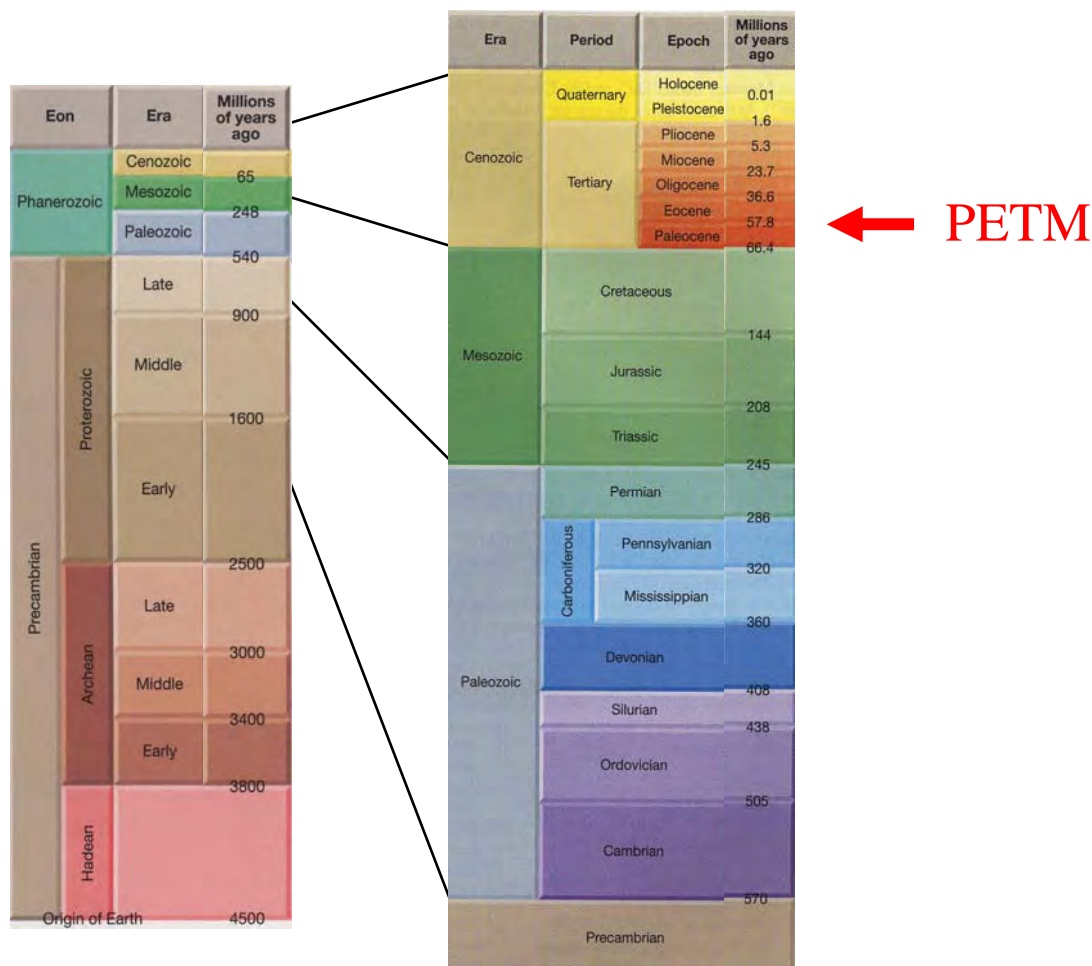 Eon
Era
Millions
of years
ago
Phanerozoic
Cenozoic
65
Mesozoic
248
Paleozoic
540
Precambrian
Proterozoic
Late
900
Middle
1600
Early
2500
Archean
Late
3000
Middle
3400
Early
3800
Hadean
Origin of Earth
4500
Era
Period
Epoch
Millions
of years
ago
Cenozoic
Quaternary
Holocene
0.01
Pleistocene
1.6
Tertiary
Pliocene
5.3
Miocene
23.7
Oligocene
36.6
Eocene
57.8
Paleocene
66.4
PETM
Mesozoic
Cretaceous
144
Jurassic
208
Triassic
245
Paleozoic
Permian
286
Carboniferous
Pennsylvanian
320
Mississippian
360
Devonian
408
Silurian
438
Ordovician
505
Cambrian
570
Precambrian